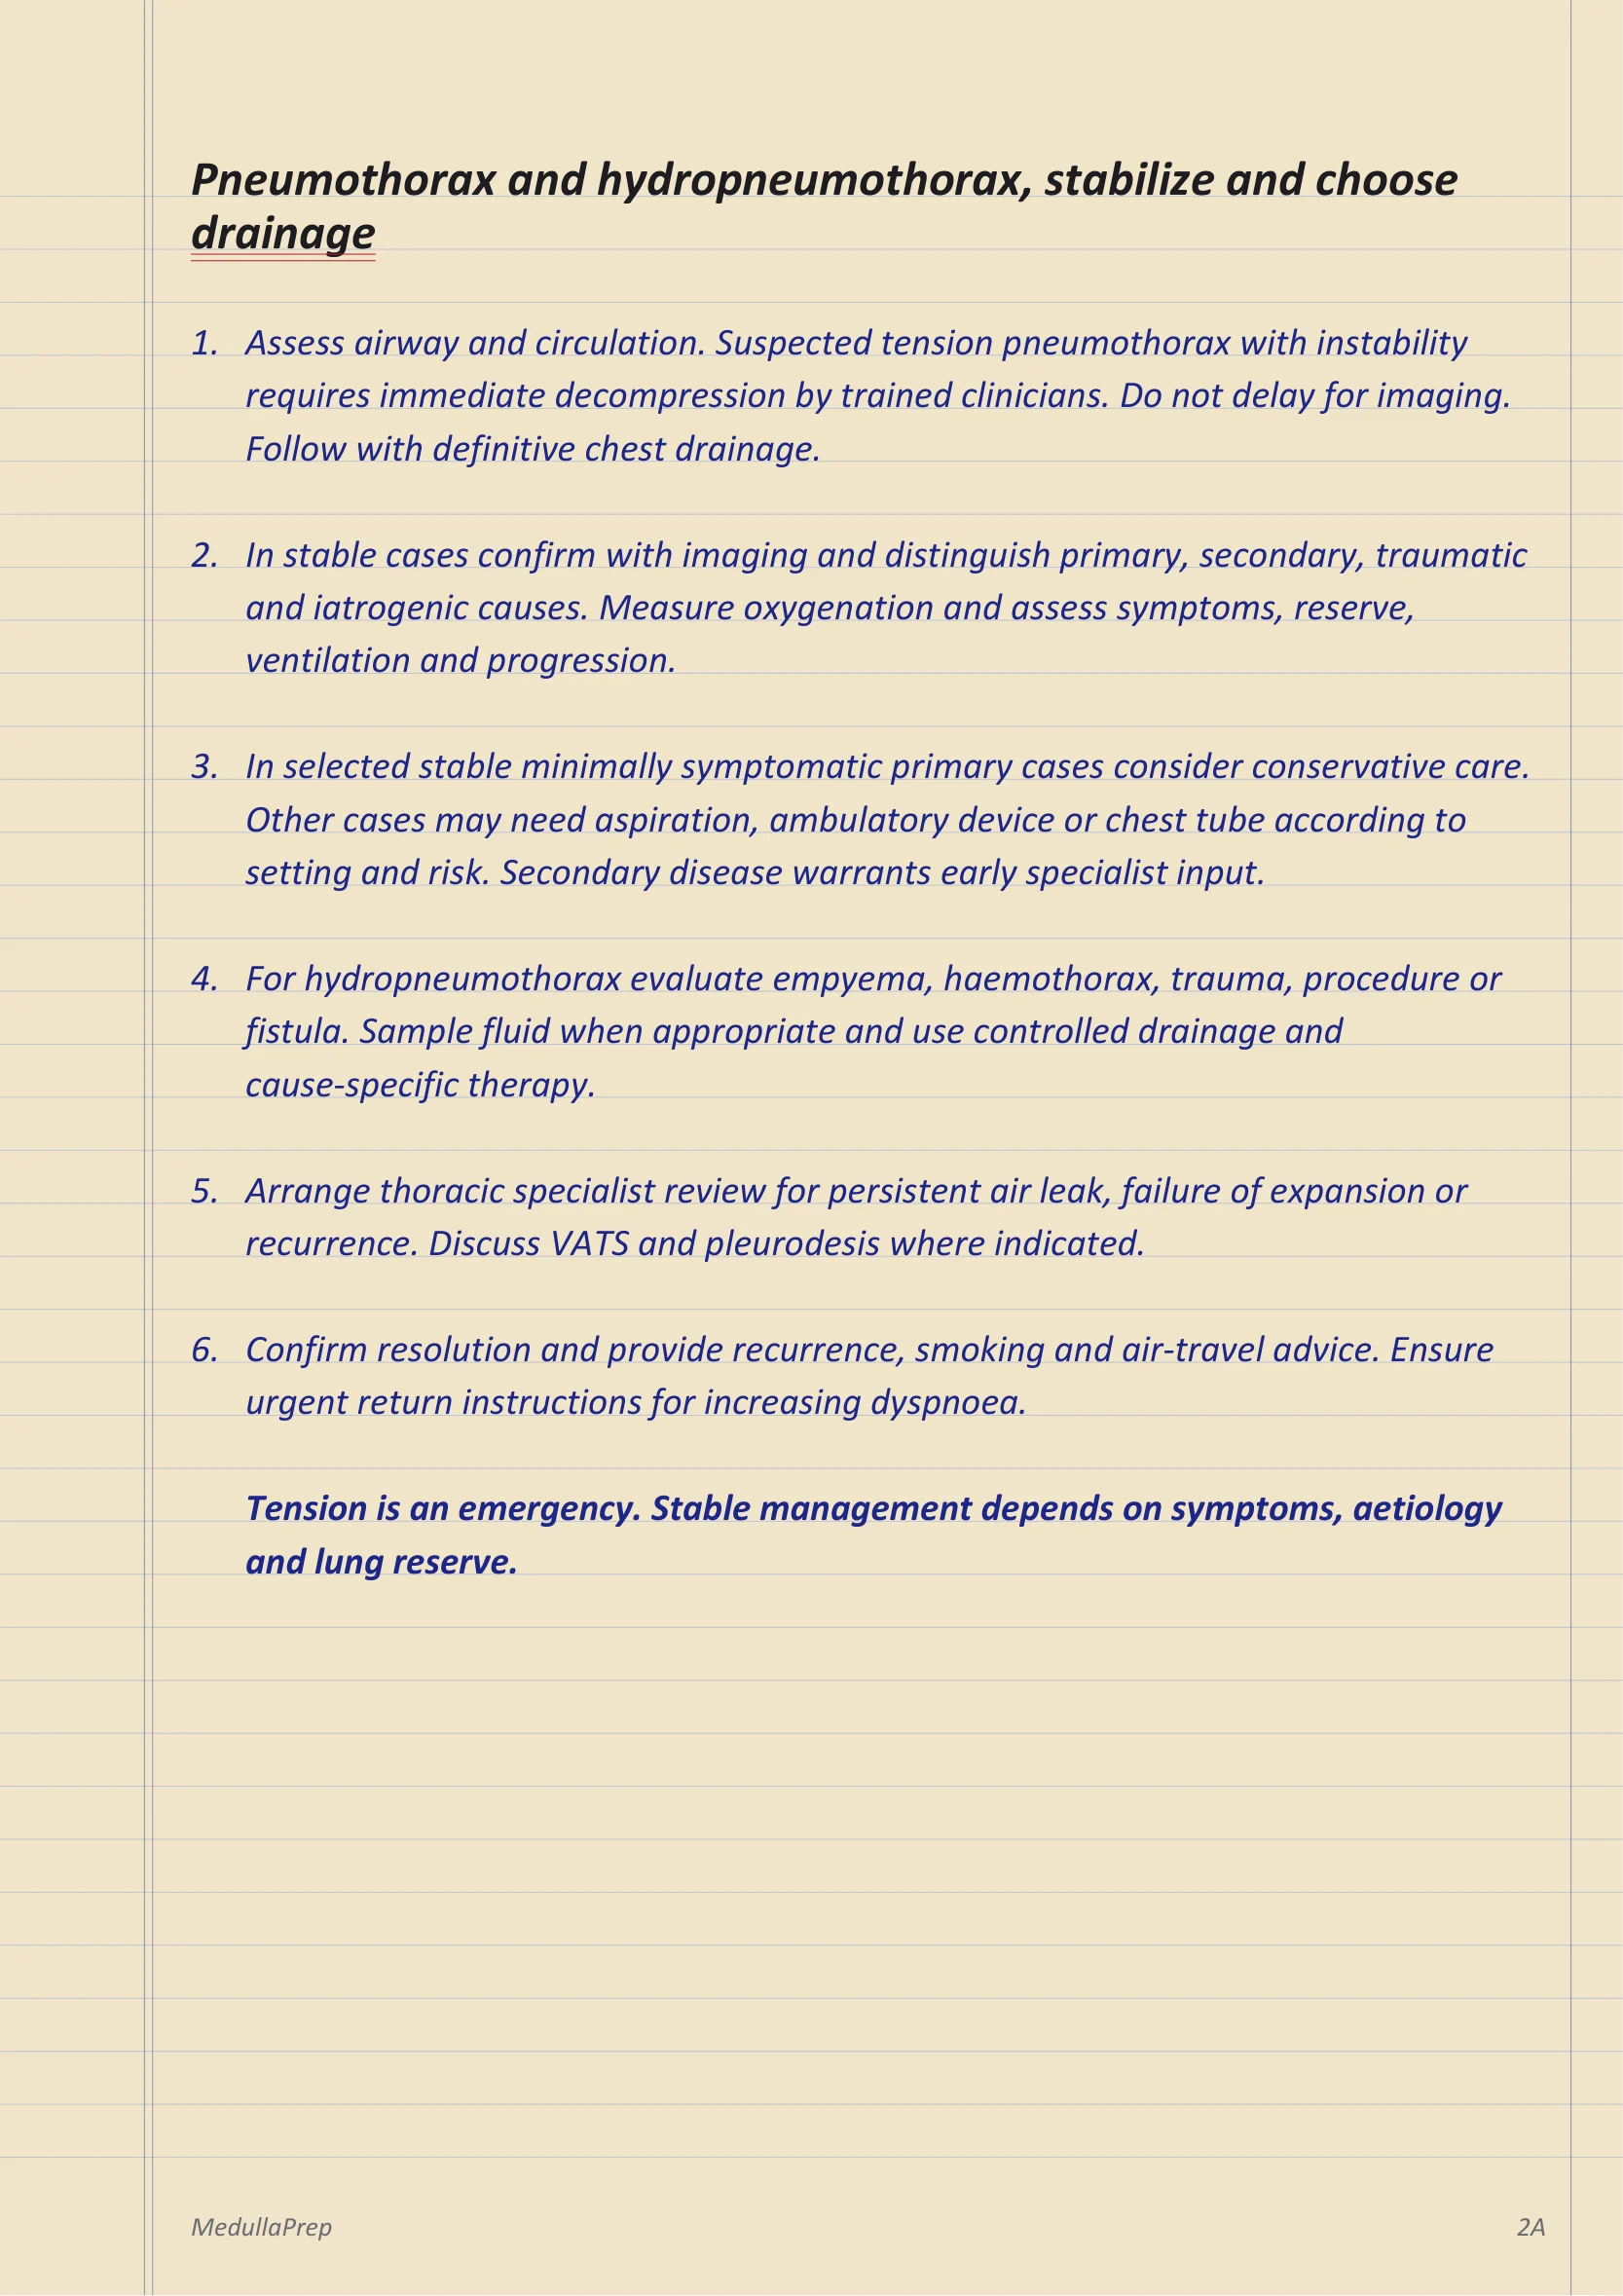 Pneumothorax and hydropneumothorax, stabilize and choose
drainage
1. Assess airway and circulation. Suspected tension pneumothorax with instability
requires immediate decompression by trained clinicians. Do not delay for imaging.
Follow with definitive chest drainage.
2. In stable cases confirm with imaging and distinguish primary, secondary, traumatic
and iatrogenic causes. Measure oxygenation and assess symptoms, reserve,
ventilation and progression.
3. In selected stable minimally symptomatic primary cases consider conservative care.
Other cases may need aspiration, ambulatory device or chest tube according to
setting and risk. Secondary disease warrants early specialist input.
4. For hydropneumothorax evaluate empyema, haemothorax, trauma, procedure or
fistula. Sample fluid when appropriate and use controlled drainage and
cause-specific therapy.
5. Arrange thoracic specialist review for persistent air leak, failure of expansion or
recurrence. Discuss VATS and pleurodesis where indicated.
6. Confirm resolution and provide recurrence, smoking and air-travel advice. Ensure
urgent return instructions for increasing dyspnoea.
Tension is an emergency. Stable management depends on symptoms, aetiology
and lung reserve.
MedullaPrep
2A